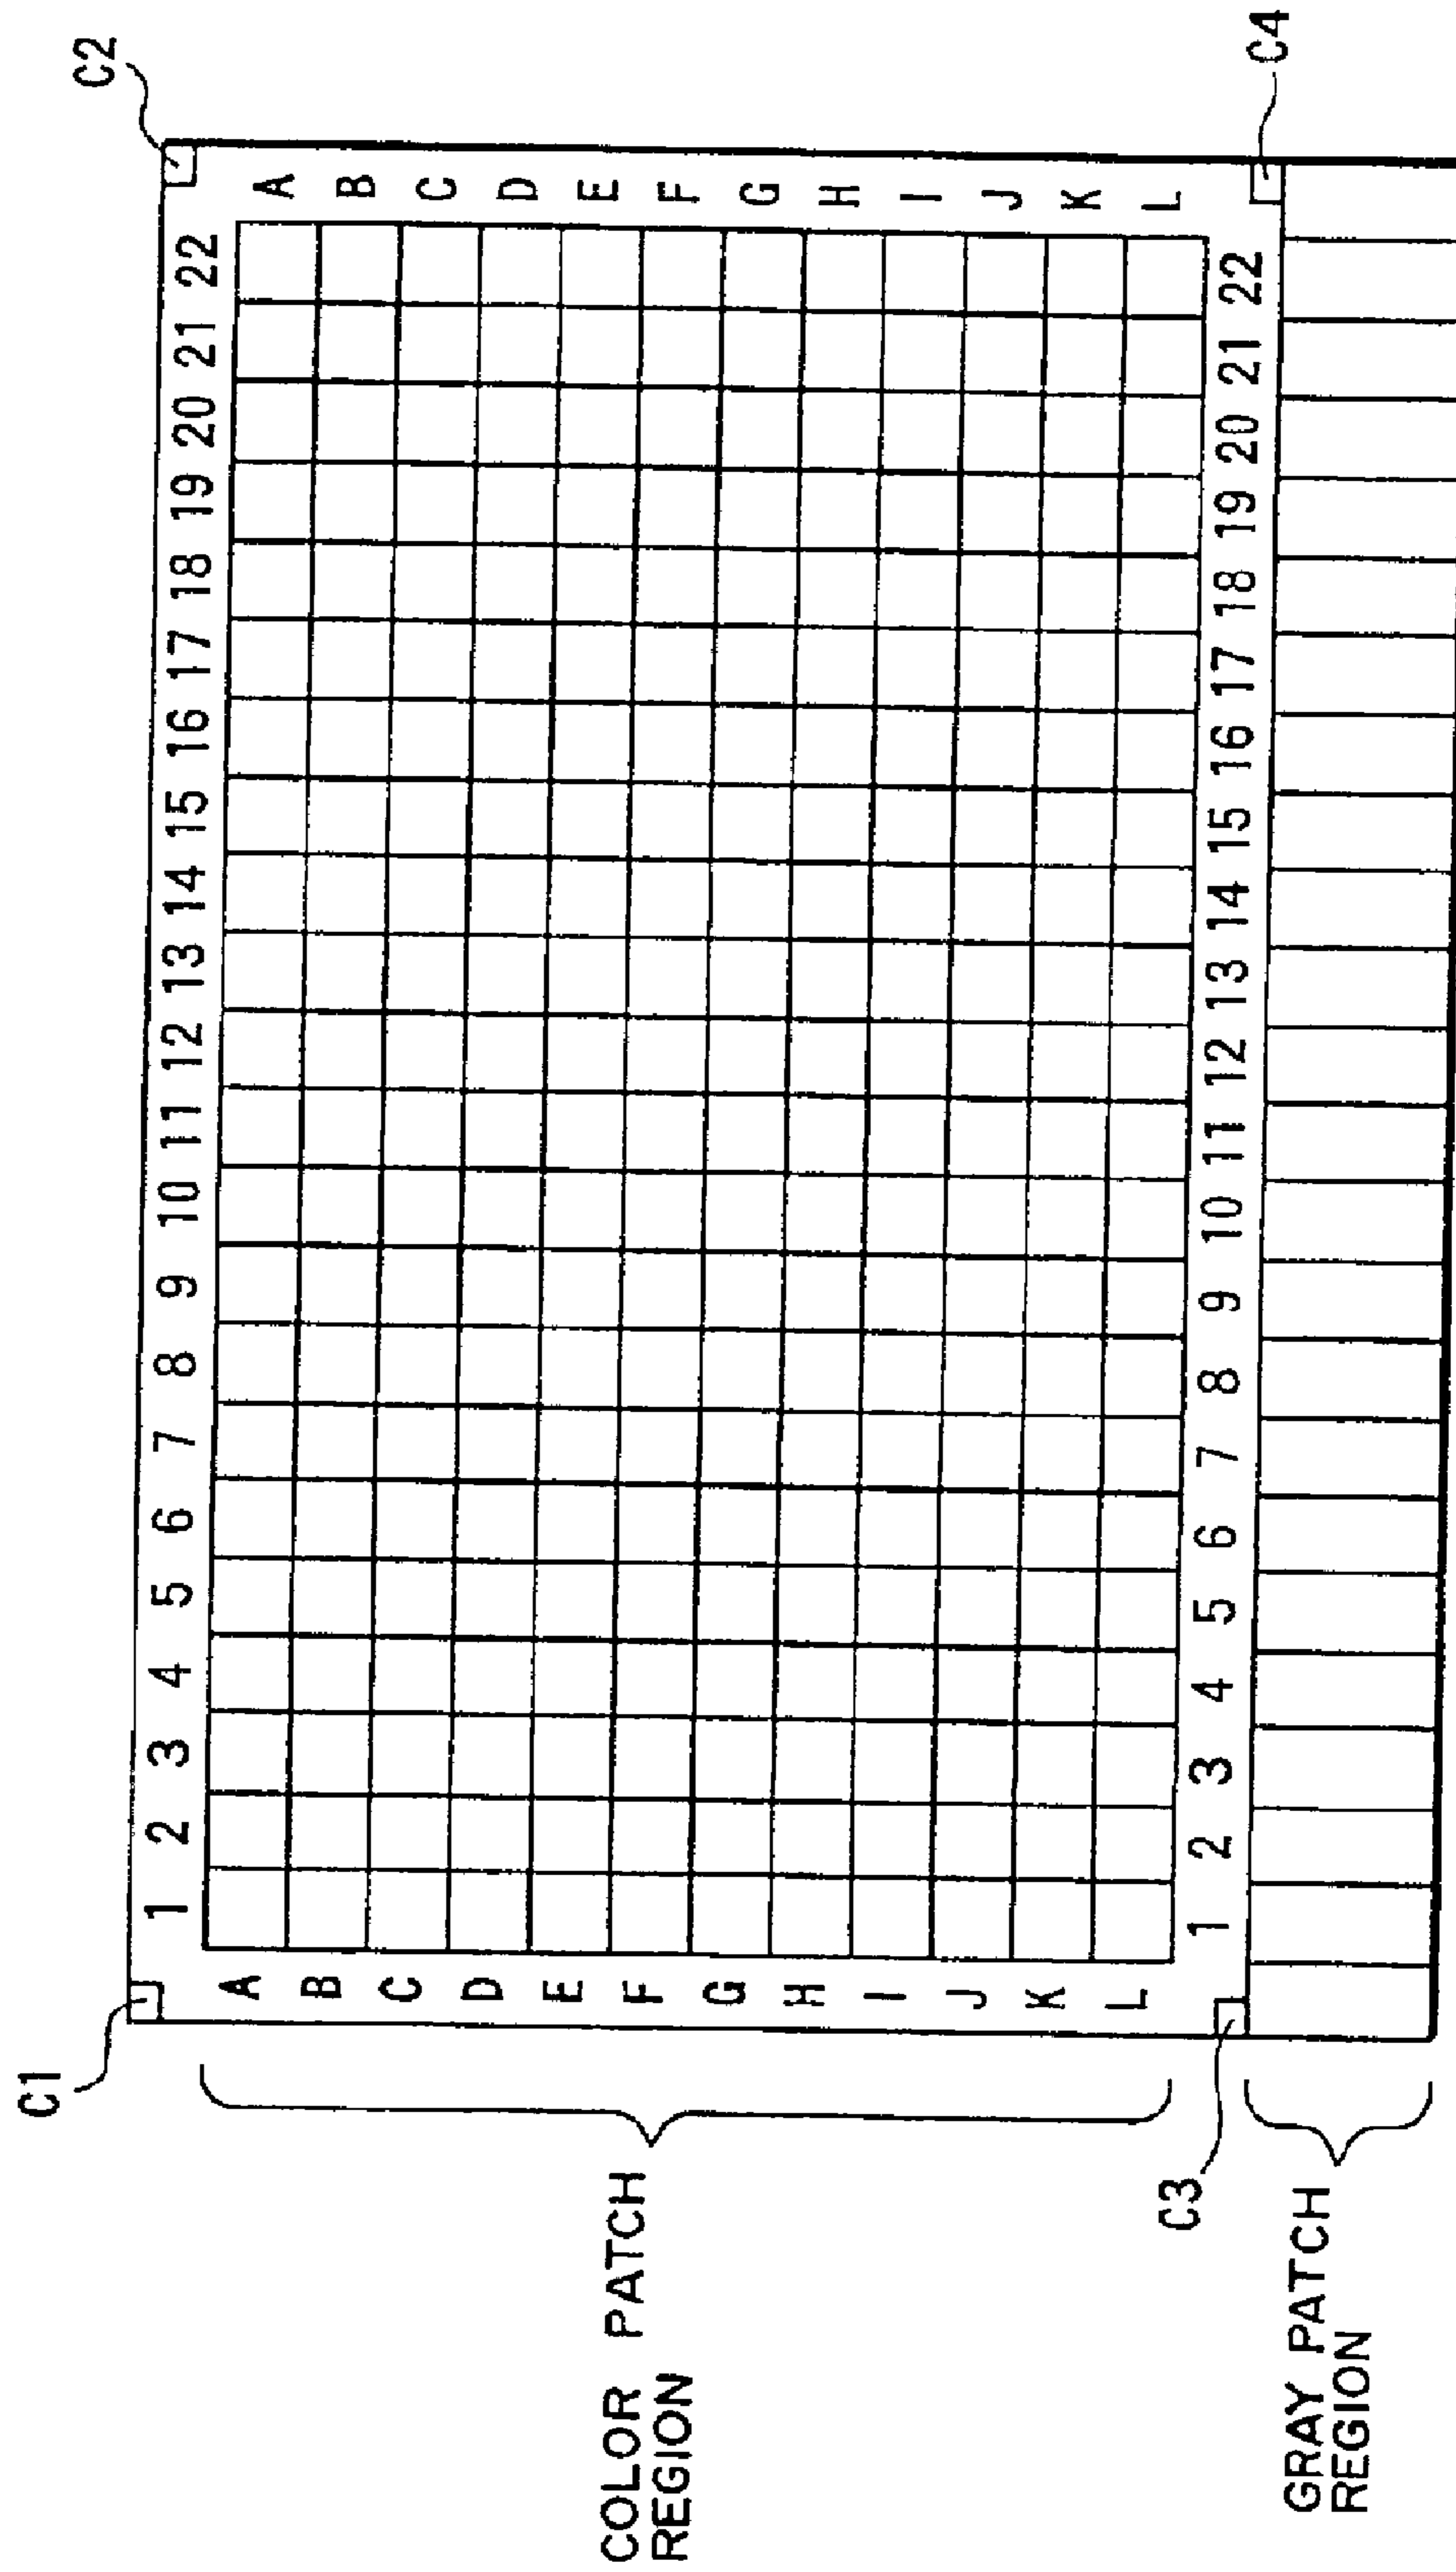 C1
C2
1 2 3 4 5 6 7 8 9 10 11 12 13 14 15 16 17 18 19 20 21 22
A A
B B
C C
D D
E E
F F
G G
H H
I I
J J
K K
L L
1 2 3 4 5 6 7 8 9 10 11 12 13 14 15 16 17 18 19 20 21 22
COLOR PATCH
REGION
C3
C4
GRAY PATCH
REGION